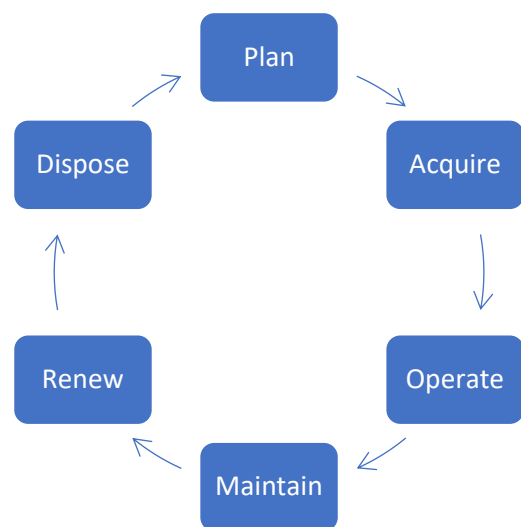 Plan
Acquire
Operate
Maintain
Renew
Dispose